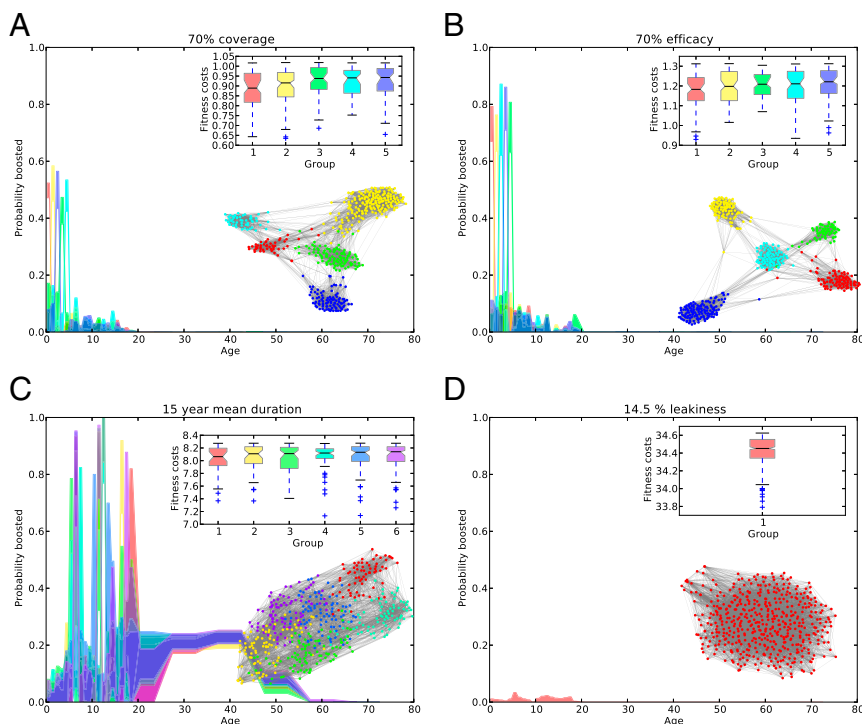 A
70% coverage
1.0
0.8
0.6
0.4
0.2
0.0
Probability boosted
0 10 20 30 40 50 60 70 80
Age
1.05
1.00
0.95
0.90
0.85
0.80
0.75
0.70
0.65
0.60
Fitness costs
1 2 3 4 5
Group
B
70% efficacy
1.0
0.8
0.6
0.4
0.2
0.0
Probability boosted
0 10 20 30 40 50 60 70 80
Age
1.3
1.2
1.1
1.0
0.9
Fitness costs
1 2 3 4 5
Group
C
15 year mean duration
1.0
0.8
0.6
0.4
0.2
0.0
Probability boosted
0 10 20 30 40 50 60 70 80
Age
8.4
8.2
8.0
7.8
7.6
7.4
7.2
7.0
Fitness costs
1 2 3 4 5 6
Group
D
14.5 % leakiness
1.0
0.8
0.6
0.4
0.2
0.0
Probability boosted
0 10 20 30 40 50 60 70 80
Age
34.6
34.4
34.2
34.0
33.8
Fitness costs
1
Group